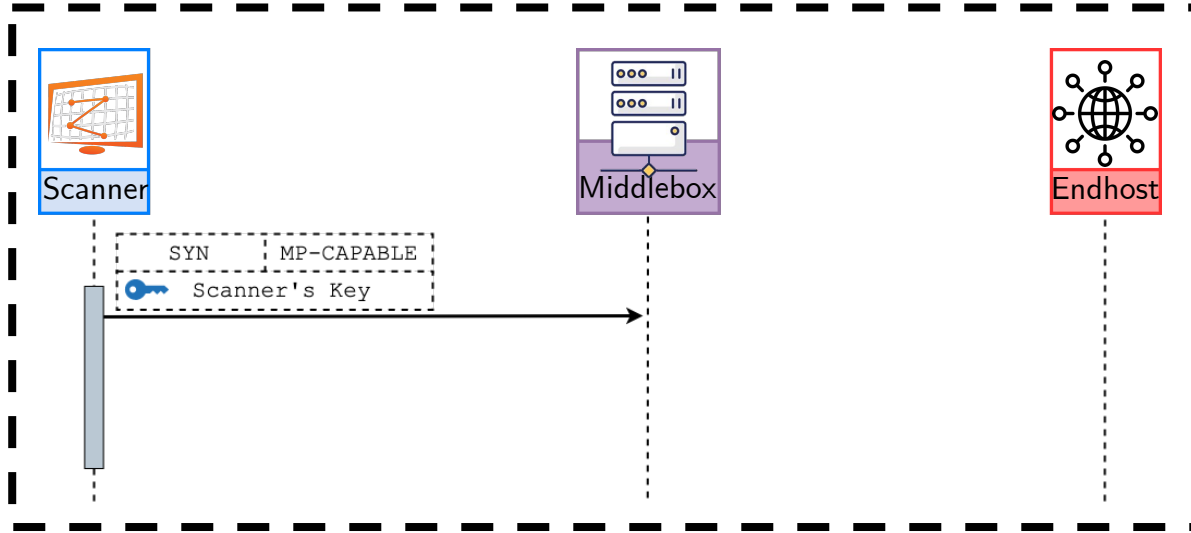 Scanner
Middlebox
Endhost
SYN MP-CAPABLE
Scanner's Key